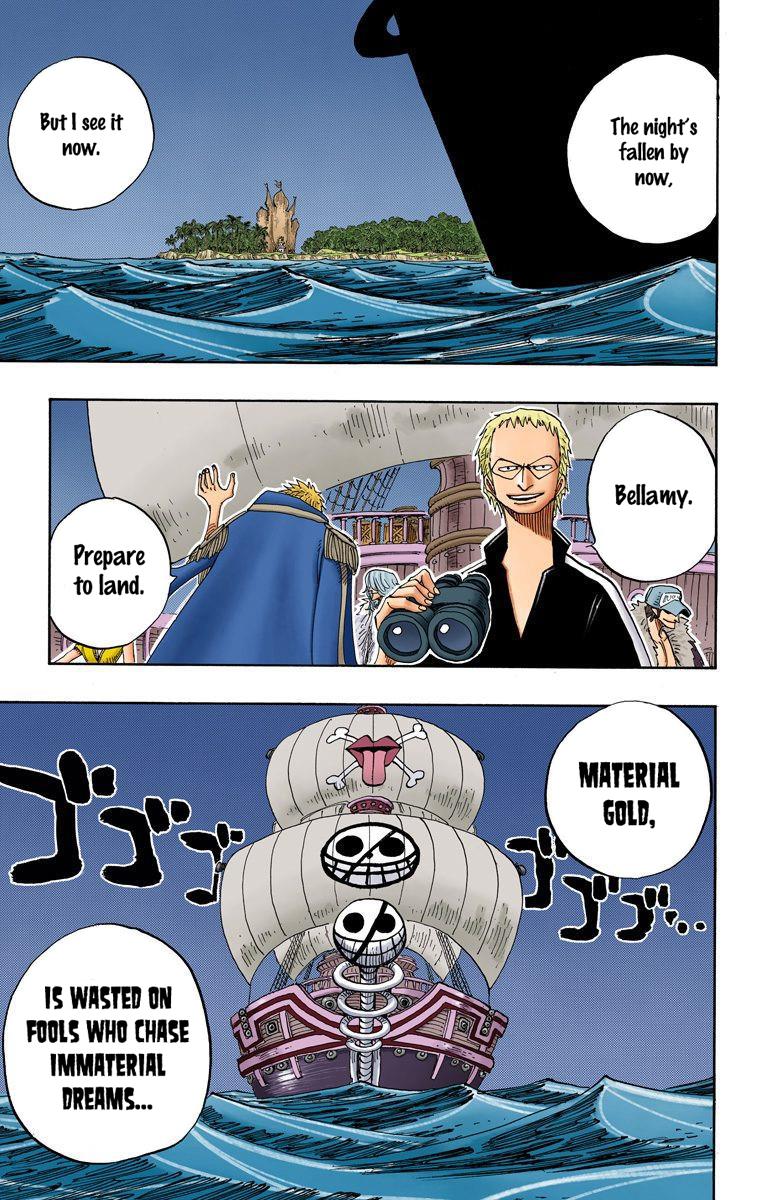 The night's
fallen by
now,
But I see it
now.
Bellamy.
Prepare
to land.
MATERIAL
GOLD,
ゴゴゴ
ゴゴゴ…
IS WASTED ON
FOOLS WHO CHASE
IMMATERIAL
DREAMS...